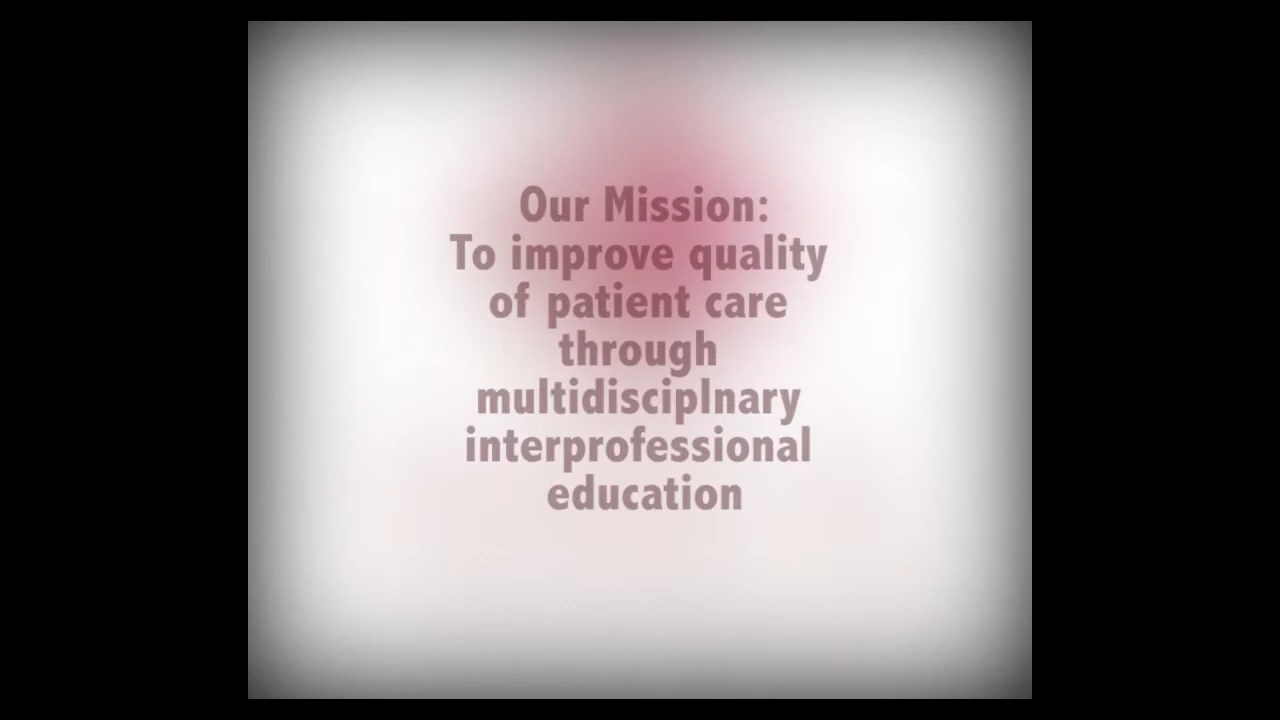 Our Mission:
To improve quality
of patient care
through
multidisciplnary
interprofessional
education